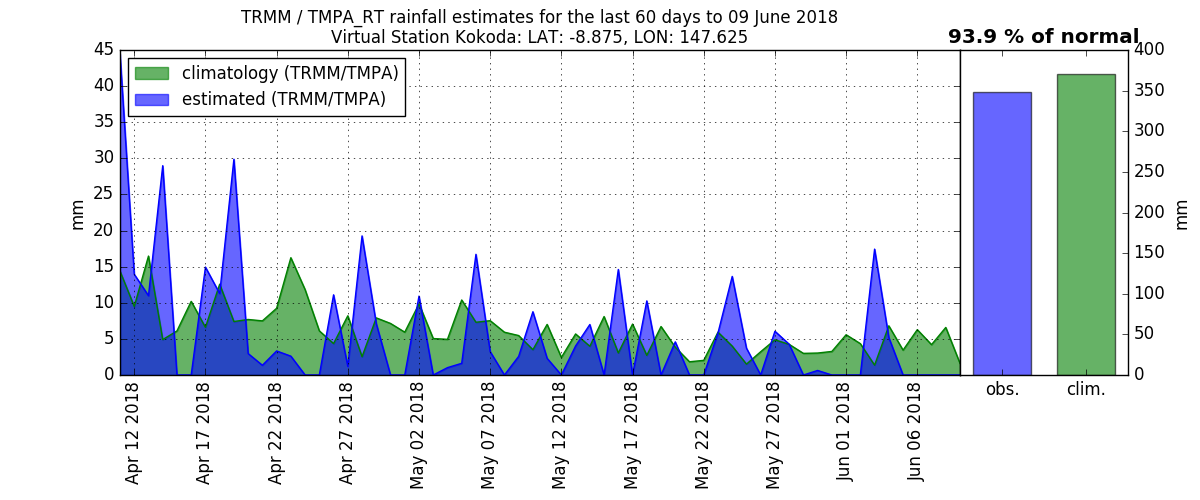 TRMM / TMPA_RT rainfall estimates for the last 60 days to 09 June 2018
Virtual Station Kokoda: LAT: -8.875, LON: 147.625
93.9 % of normal
climatology (TRMM/TMPA)
estimated (TRMM/TMPA)
mm
45
40
35
30
25
20
15
10
5
0
Apr 12 2018
Apr 17 2018
Apr 22 2018
Apr 27 2018
May 02 2018
May 07 2018
May 12 2018
May 17 2018
May 22 2018
May 27 2018
Jun 01 2018
Jun 06 2018
obs.
clim.
400
350
300
250
200
150
100
50
0
mm